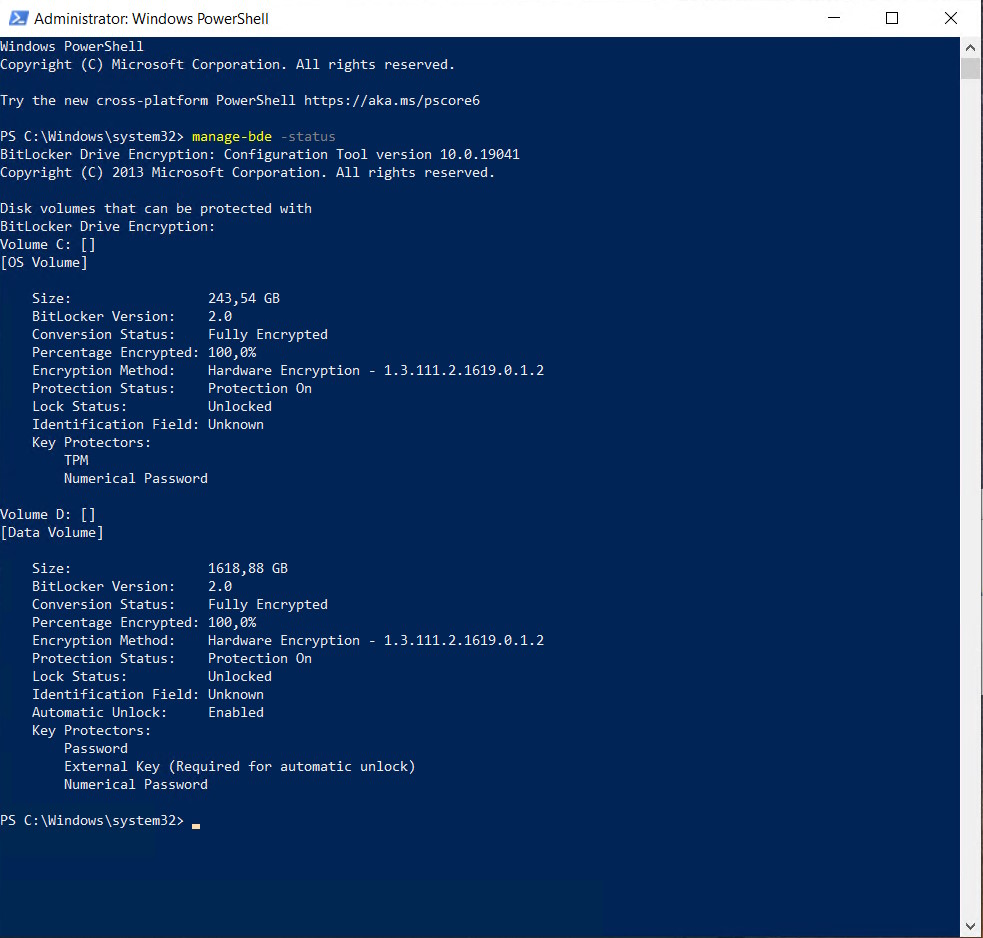 Administrator: Windows PowerShell
Windows PowerShell
Copyright (C) Microsoft Corporation. All rights reserved.
Try the new cross-platform PowerShell https://aka.ms/pscore6
PS C:\Windows\system32> manage-bde -status
BitLocker Drive Encryption: Configuration Tool version 10.0.19041
Copyright (C) 2013 Microsoft Corporation. All rights reserved.
Disk volumes that can be protected with
BitLocker Drive Encryption:
Volume C: []
[OS Volume]
Size: 243,54 GB
BitLocker Version: 2.0
Conversion Status: Fully Encrypted
Percentage Encrypted: 100,0%
Encryption Method: Hardware Encryption - 1.3.111.2.1619.0.1.2
Protection Status: Protection On
Lock Status: Unlocked
Identification Field: Unknown
Key Protectors:
TPM
Numerical Password
Volume D: []
[Data Volume]
Size: 1618,88 GB
BitLocker Version: 2.0
Conversion Status: Fully Encrypted
Percentage Encrypted: 100,0%
Encryption Method: Hardware Encryption - 1.3.111.2.1619.0.1.2
Protection Status: Protection On
Lock Status: Unlocked
Identification Field: Unknown
Automatic Unlock: Enabled
Key Protectors:
Password
External Key (Required for automatic unlock)
Numerical Password
PS C:\Windows\system32>